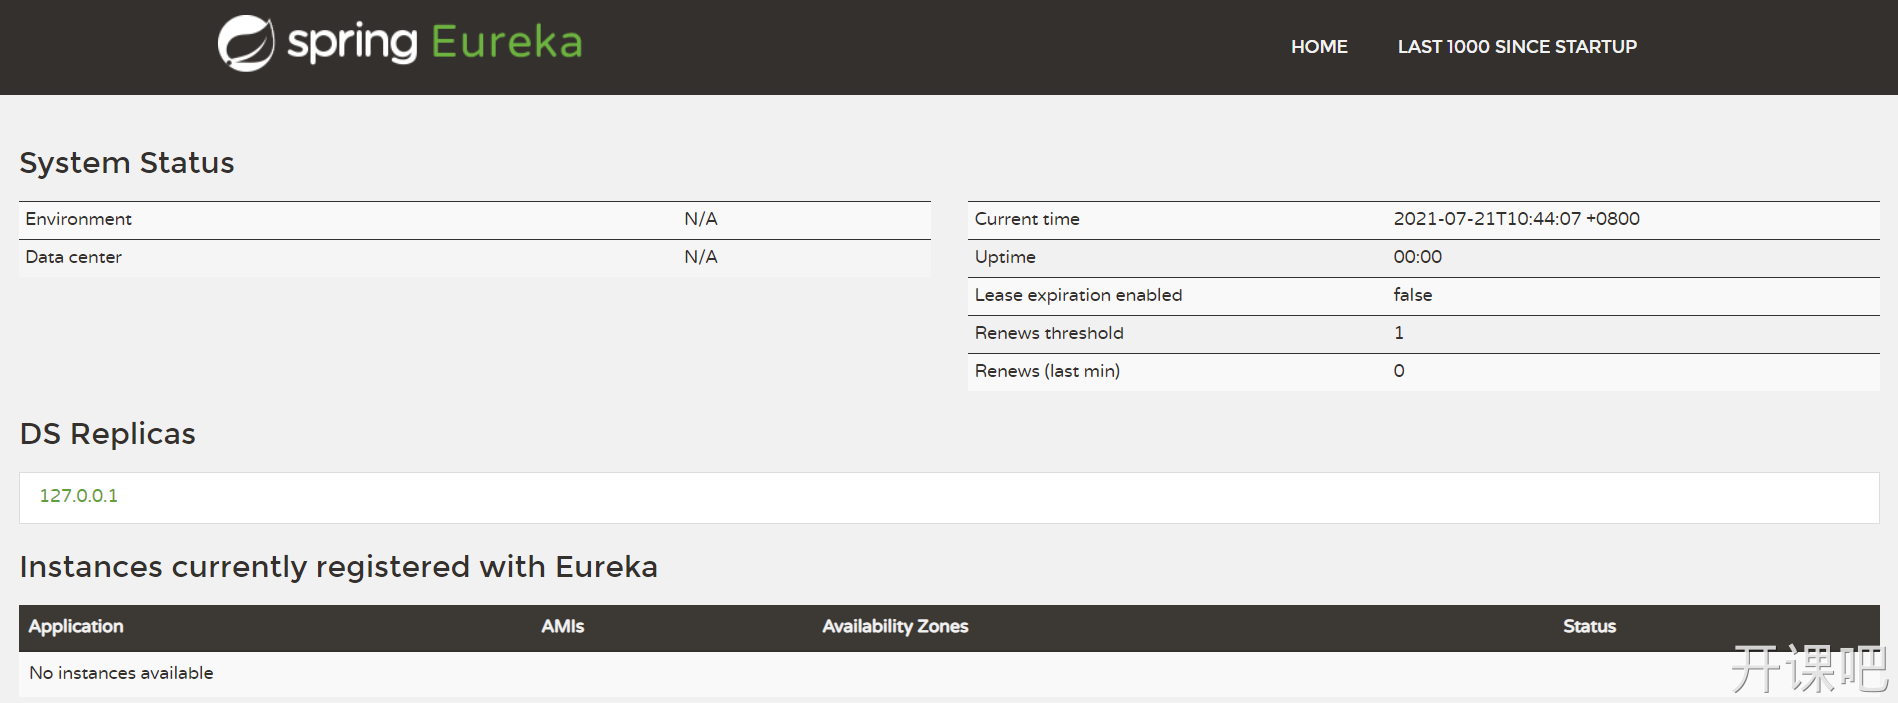 spring Eureka
HOME LAST 1000 SINCE STARTUP
System Status
Environment N/A
Data center N/A
Current time 2021-07-21T10:44:07 +0800
Uptime 00:00
Lease expiration enabled false
Renews threshold 1
Renews (last min) 0
DS Replicas
127.0.0.1
Instances currently registered with Eureka
Application AMIs Availability Zones Status
No instances available
开课吧